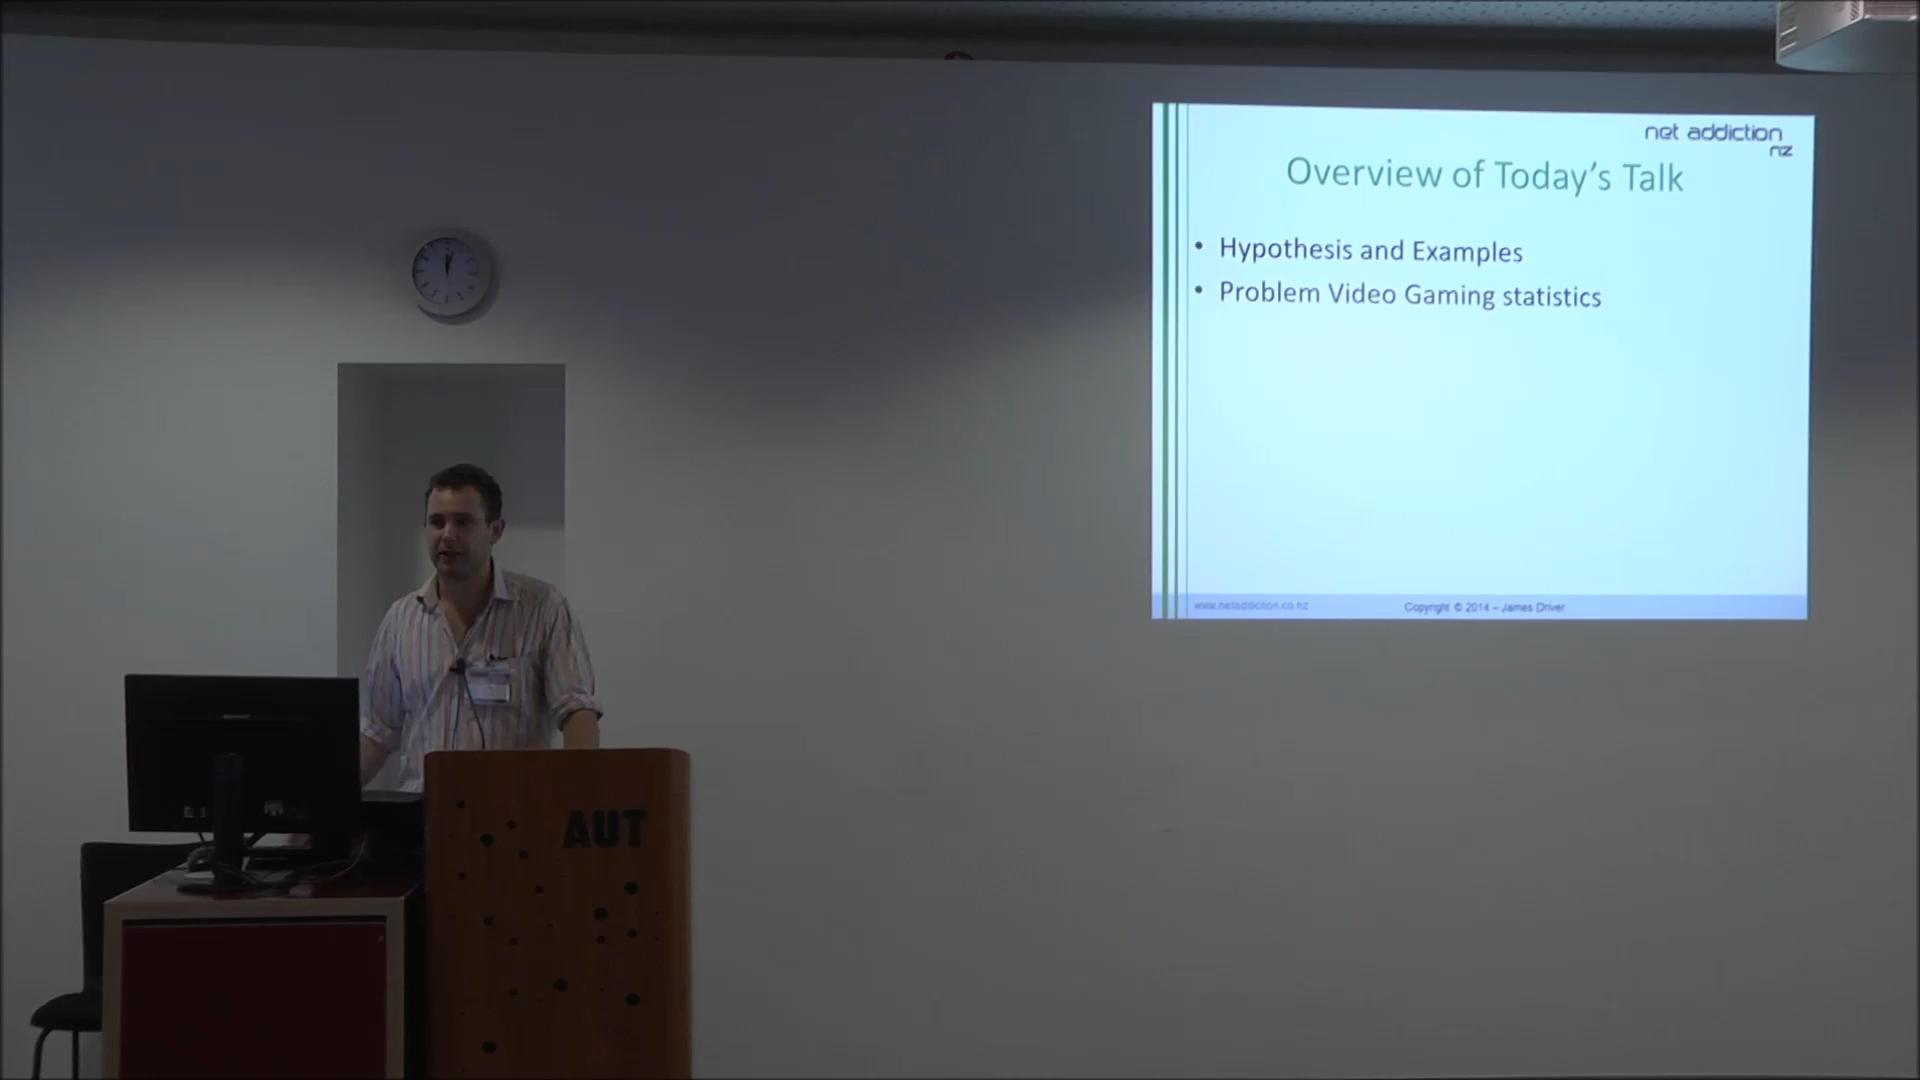 net addiction
nz
Overview of Today's Talk
• Hypothesis and Examples
• Problem Video Gaming statistics
www.netaddiction.co.nz
Copyright © 2014 – James Driver
AUT